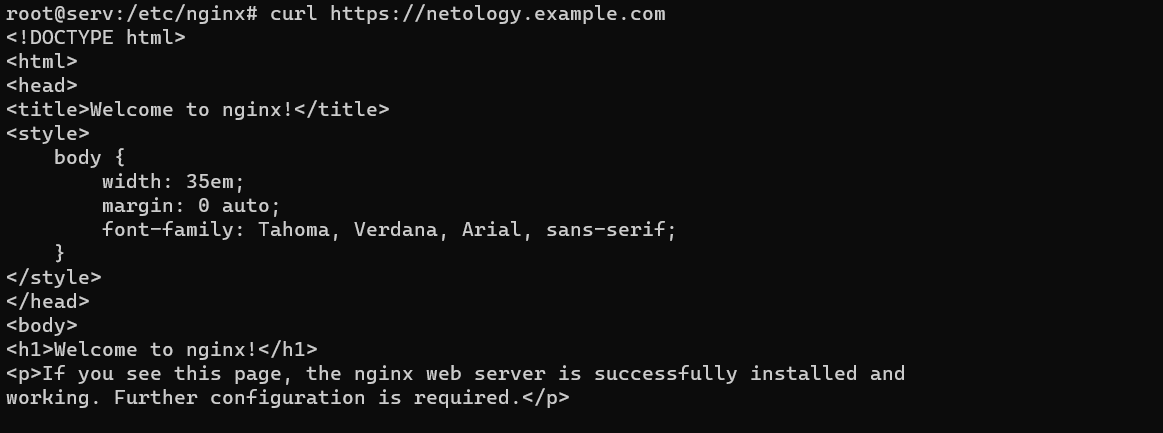 root@serv:/etc/nginx# curl https://netology.example.com
<!DOCTYPE html>
<html>
<head>
<title>Welcome to nginx!</title>
<style>
    body {
        width: 35em;
        margin: 0 auto;
        font-family: Tahoma, Verdana, Arial, sans-serif;
    }
</style>
</head>
<body>
<h1>Welcome to nginx!</h1>
<p>If you see this page, the nginx web server is successfully installed and
working. Further configuration is required.</p>